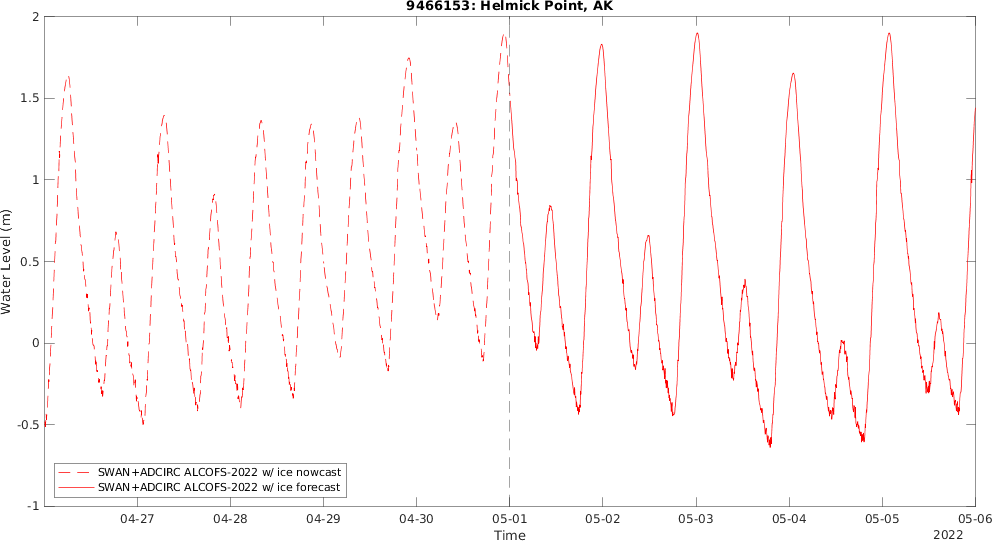 9466153: Helmick Point, AK
Water Level (m)
2
1.5
1
0.5
0
-0.5
-1
SWAN+ADCIRC ALCOFS-2022 w/ ice nowcast
SWAN+ADCIRC ALCOFS-2022 w/ ice forecast
04-27 04-28 04-29 04-30 05-01 05-02 05-03 05-04 05-05 05-06
Time
2022